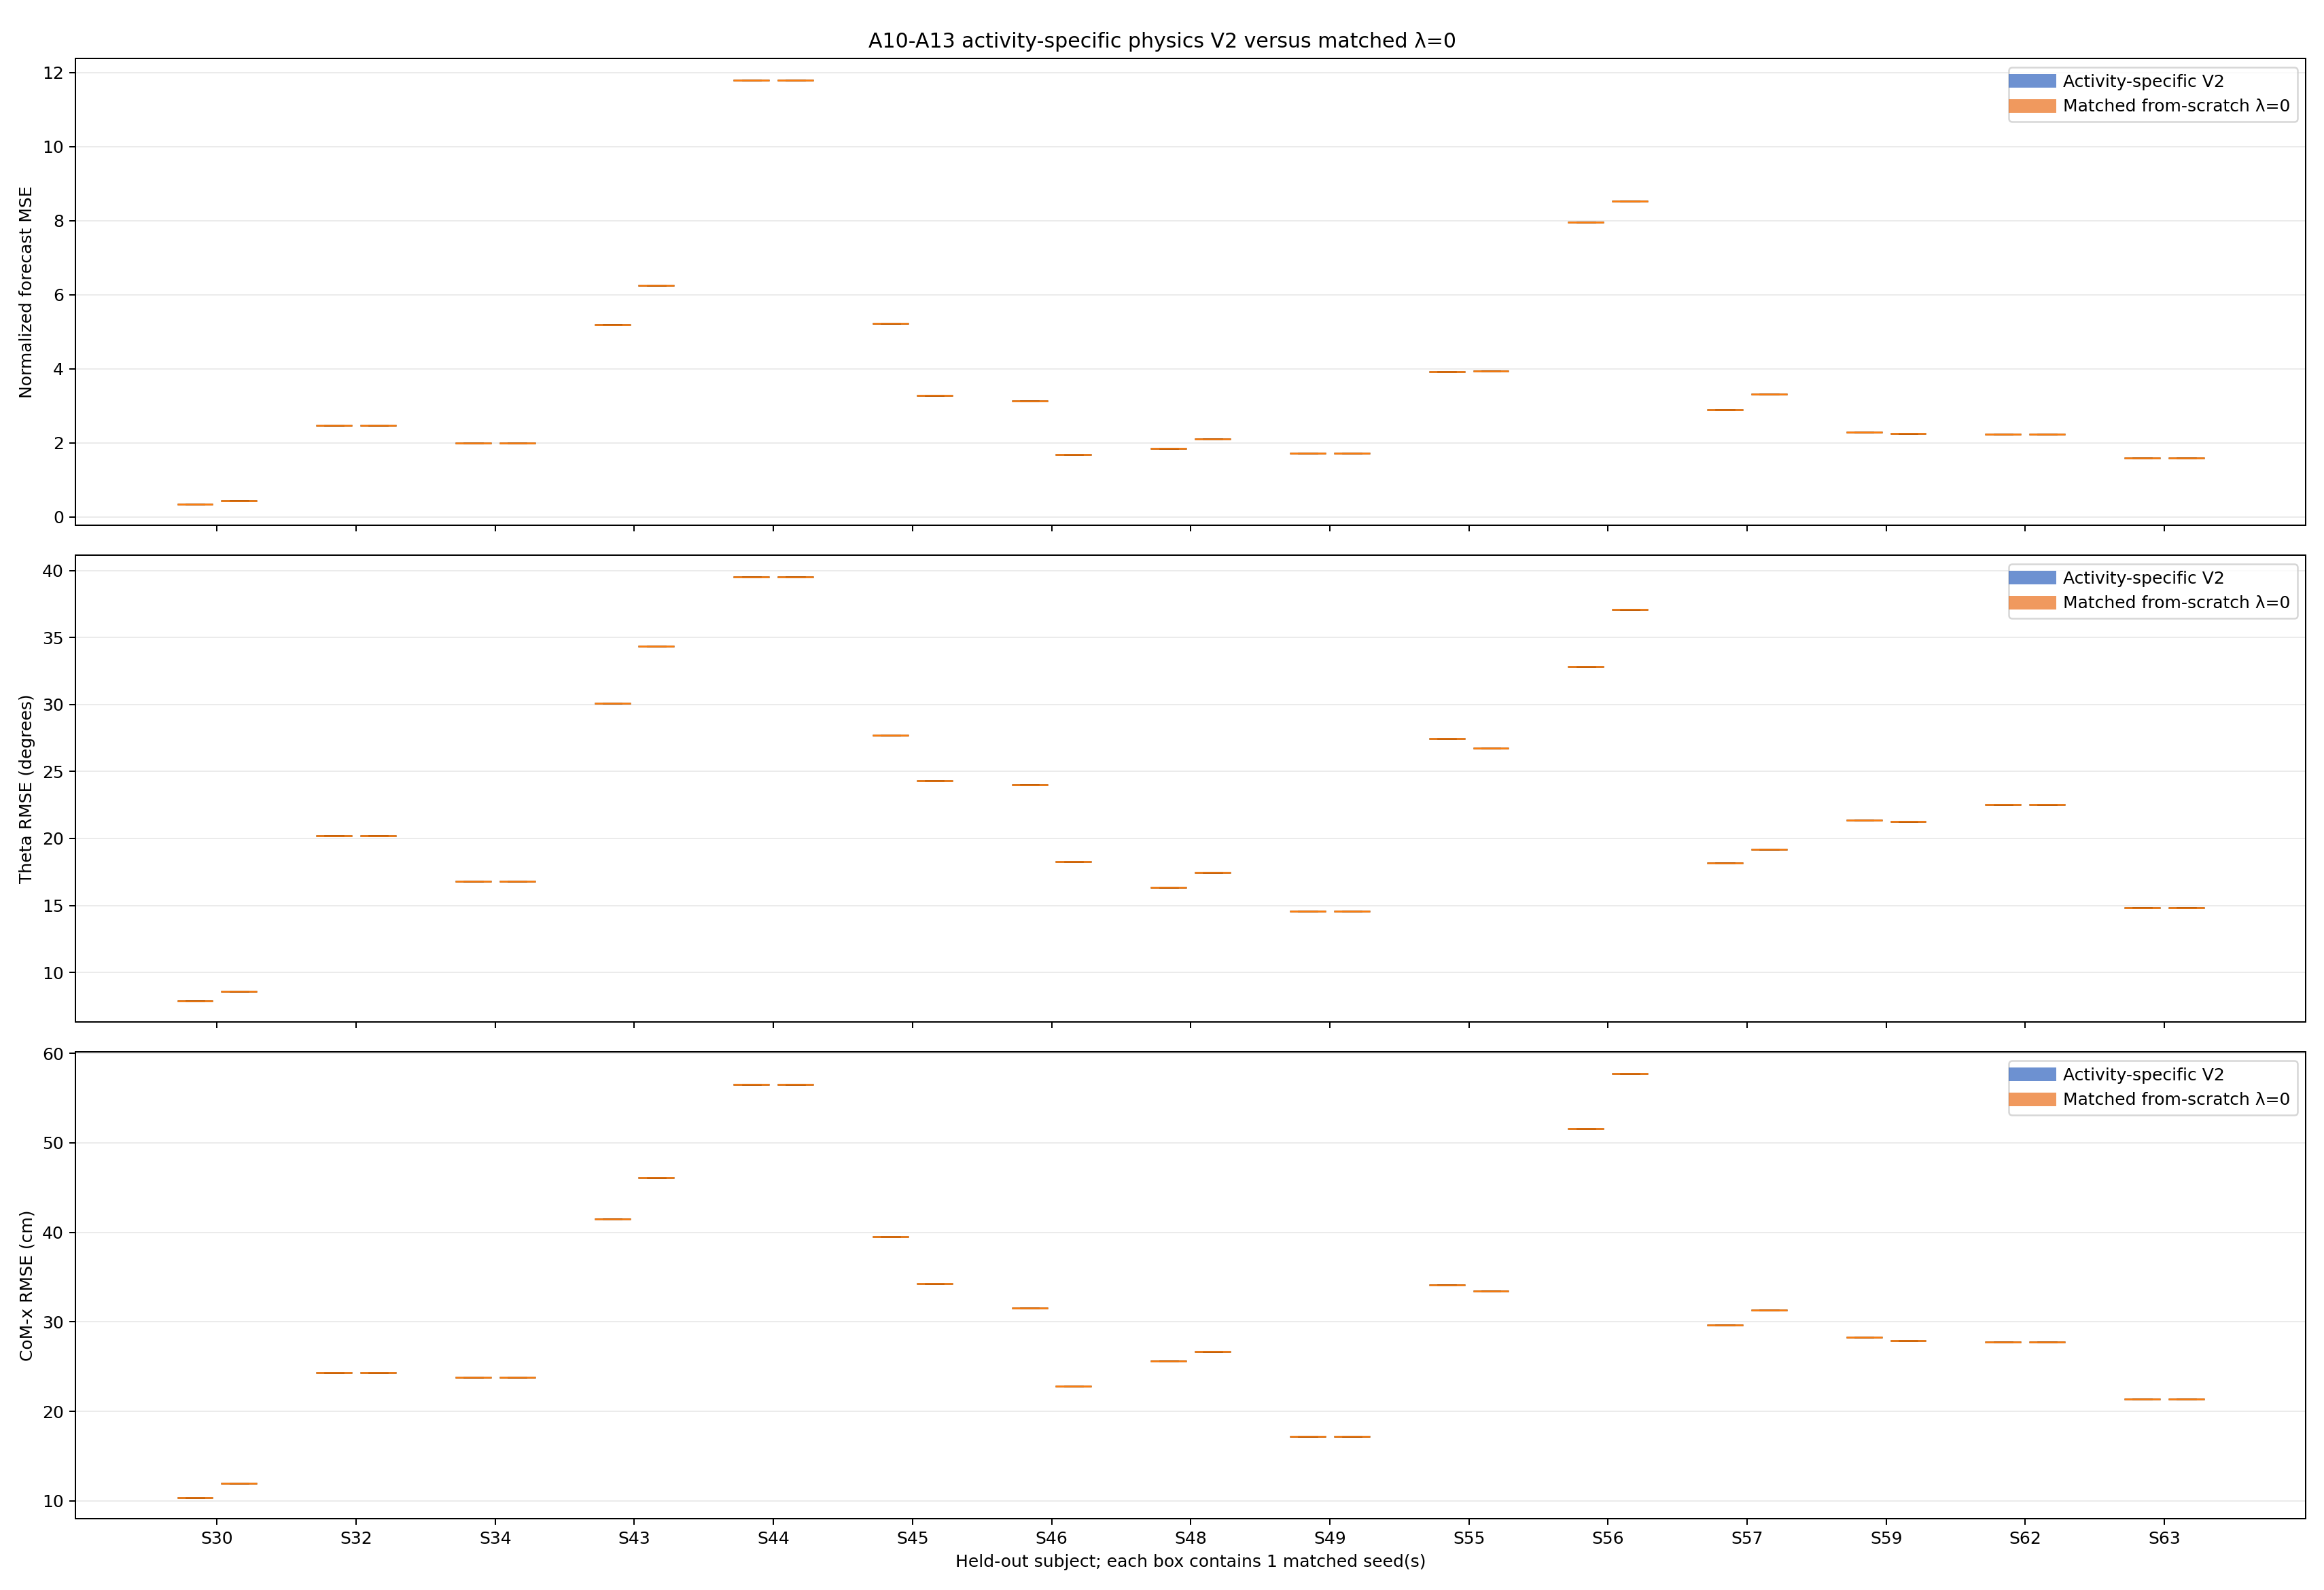 A10-A13 activity-specific physics V2 versus matched λ=0
Normalized forecast MSE
12
10
8
6
4
2
0
Activity-specific V2
Matched from-scratch λ=0
Theta RMSE (degrees)
40
35
30
25
20
15
10
Activity-specific V2
Matched from-scratch λ=0
CoM-x RMSE (cm)
60
50
40
30
20
10
Activity-specific V2
Matched from-scratch λ=0
S30 S32 S34 S43 S44 S45 S46 S48 S49 S55 S56 S57 S59 S62 S63
Held-out subject; each box contains 1 matched seed(s)